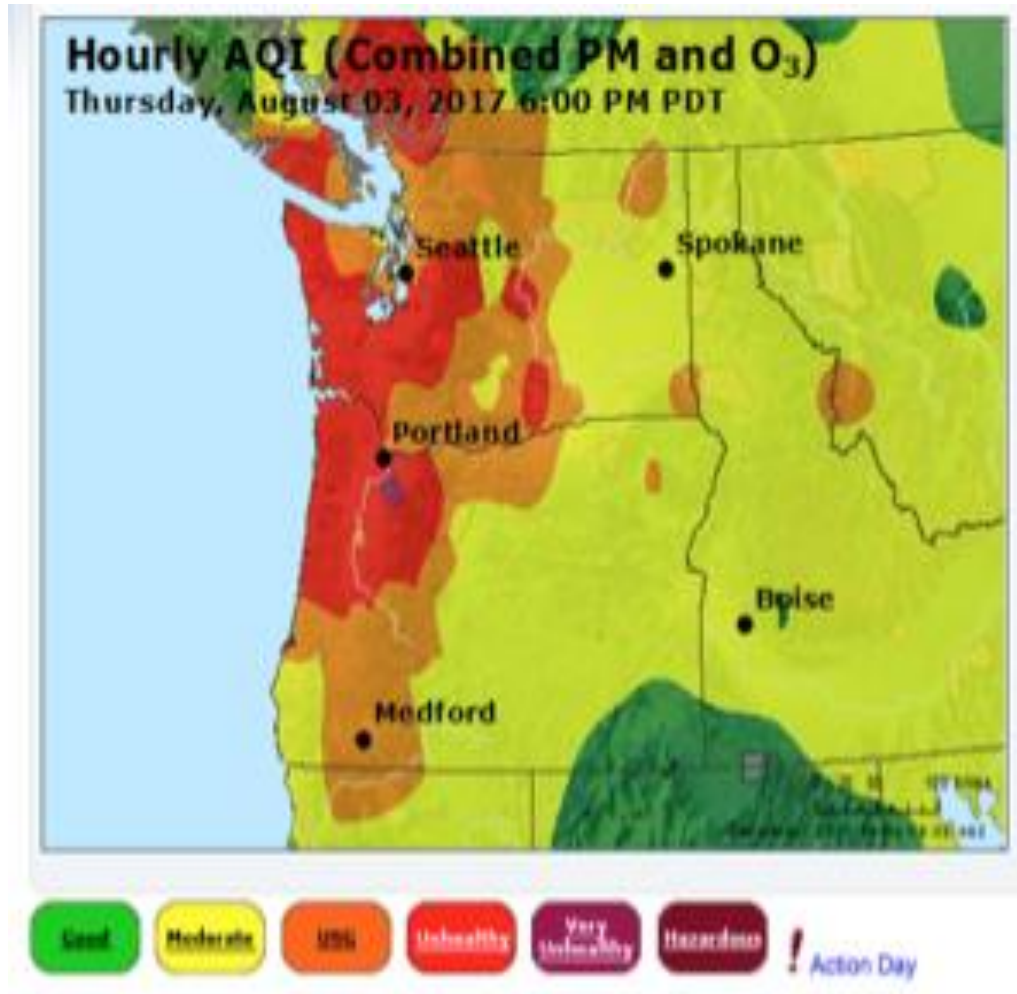 Hourly AQI (Combined PM and O₃)
Thursday, August 03, 2017 6:00 PM PDT
Seattle
Spokane
Portland
Boise
Medford
Good
Moderate
USG
Unhealthy
Very
Unhealthy
Hazardous
! Action Day